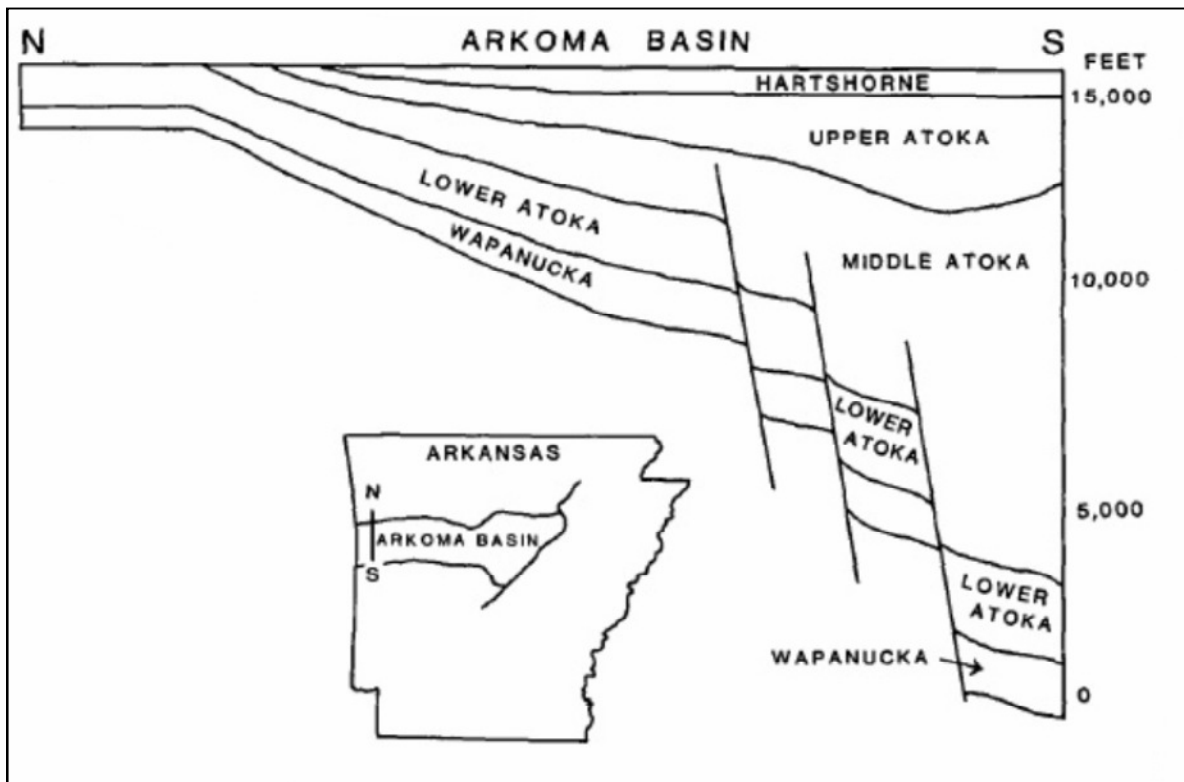 N ARKOMA BASIN S
FEET
HARTSHORNE
15,000
UPPER ATOKA
LOWER ATOKA
WAPANUCKA
MIDDLE ATOKA
10,000
LOWER
ATOKA
ARKANSAS
N
5,000
ARKOMA BASIN
S
LOWER
ATOKA
WAPANUCKA
0